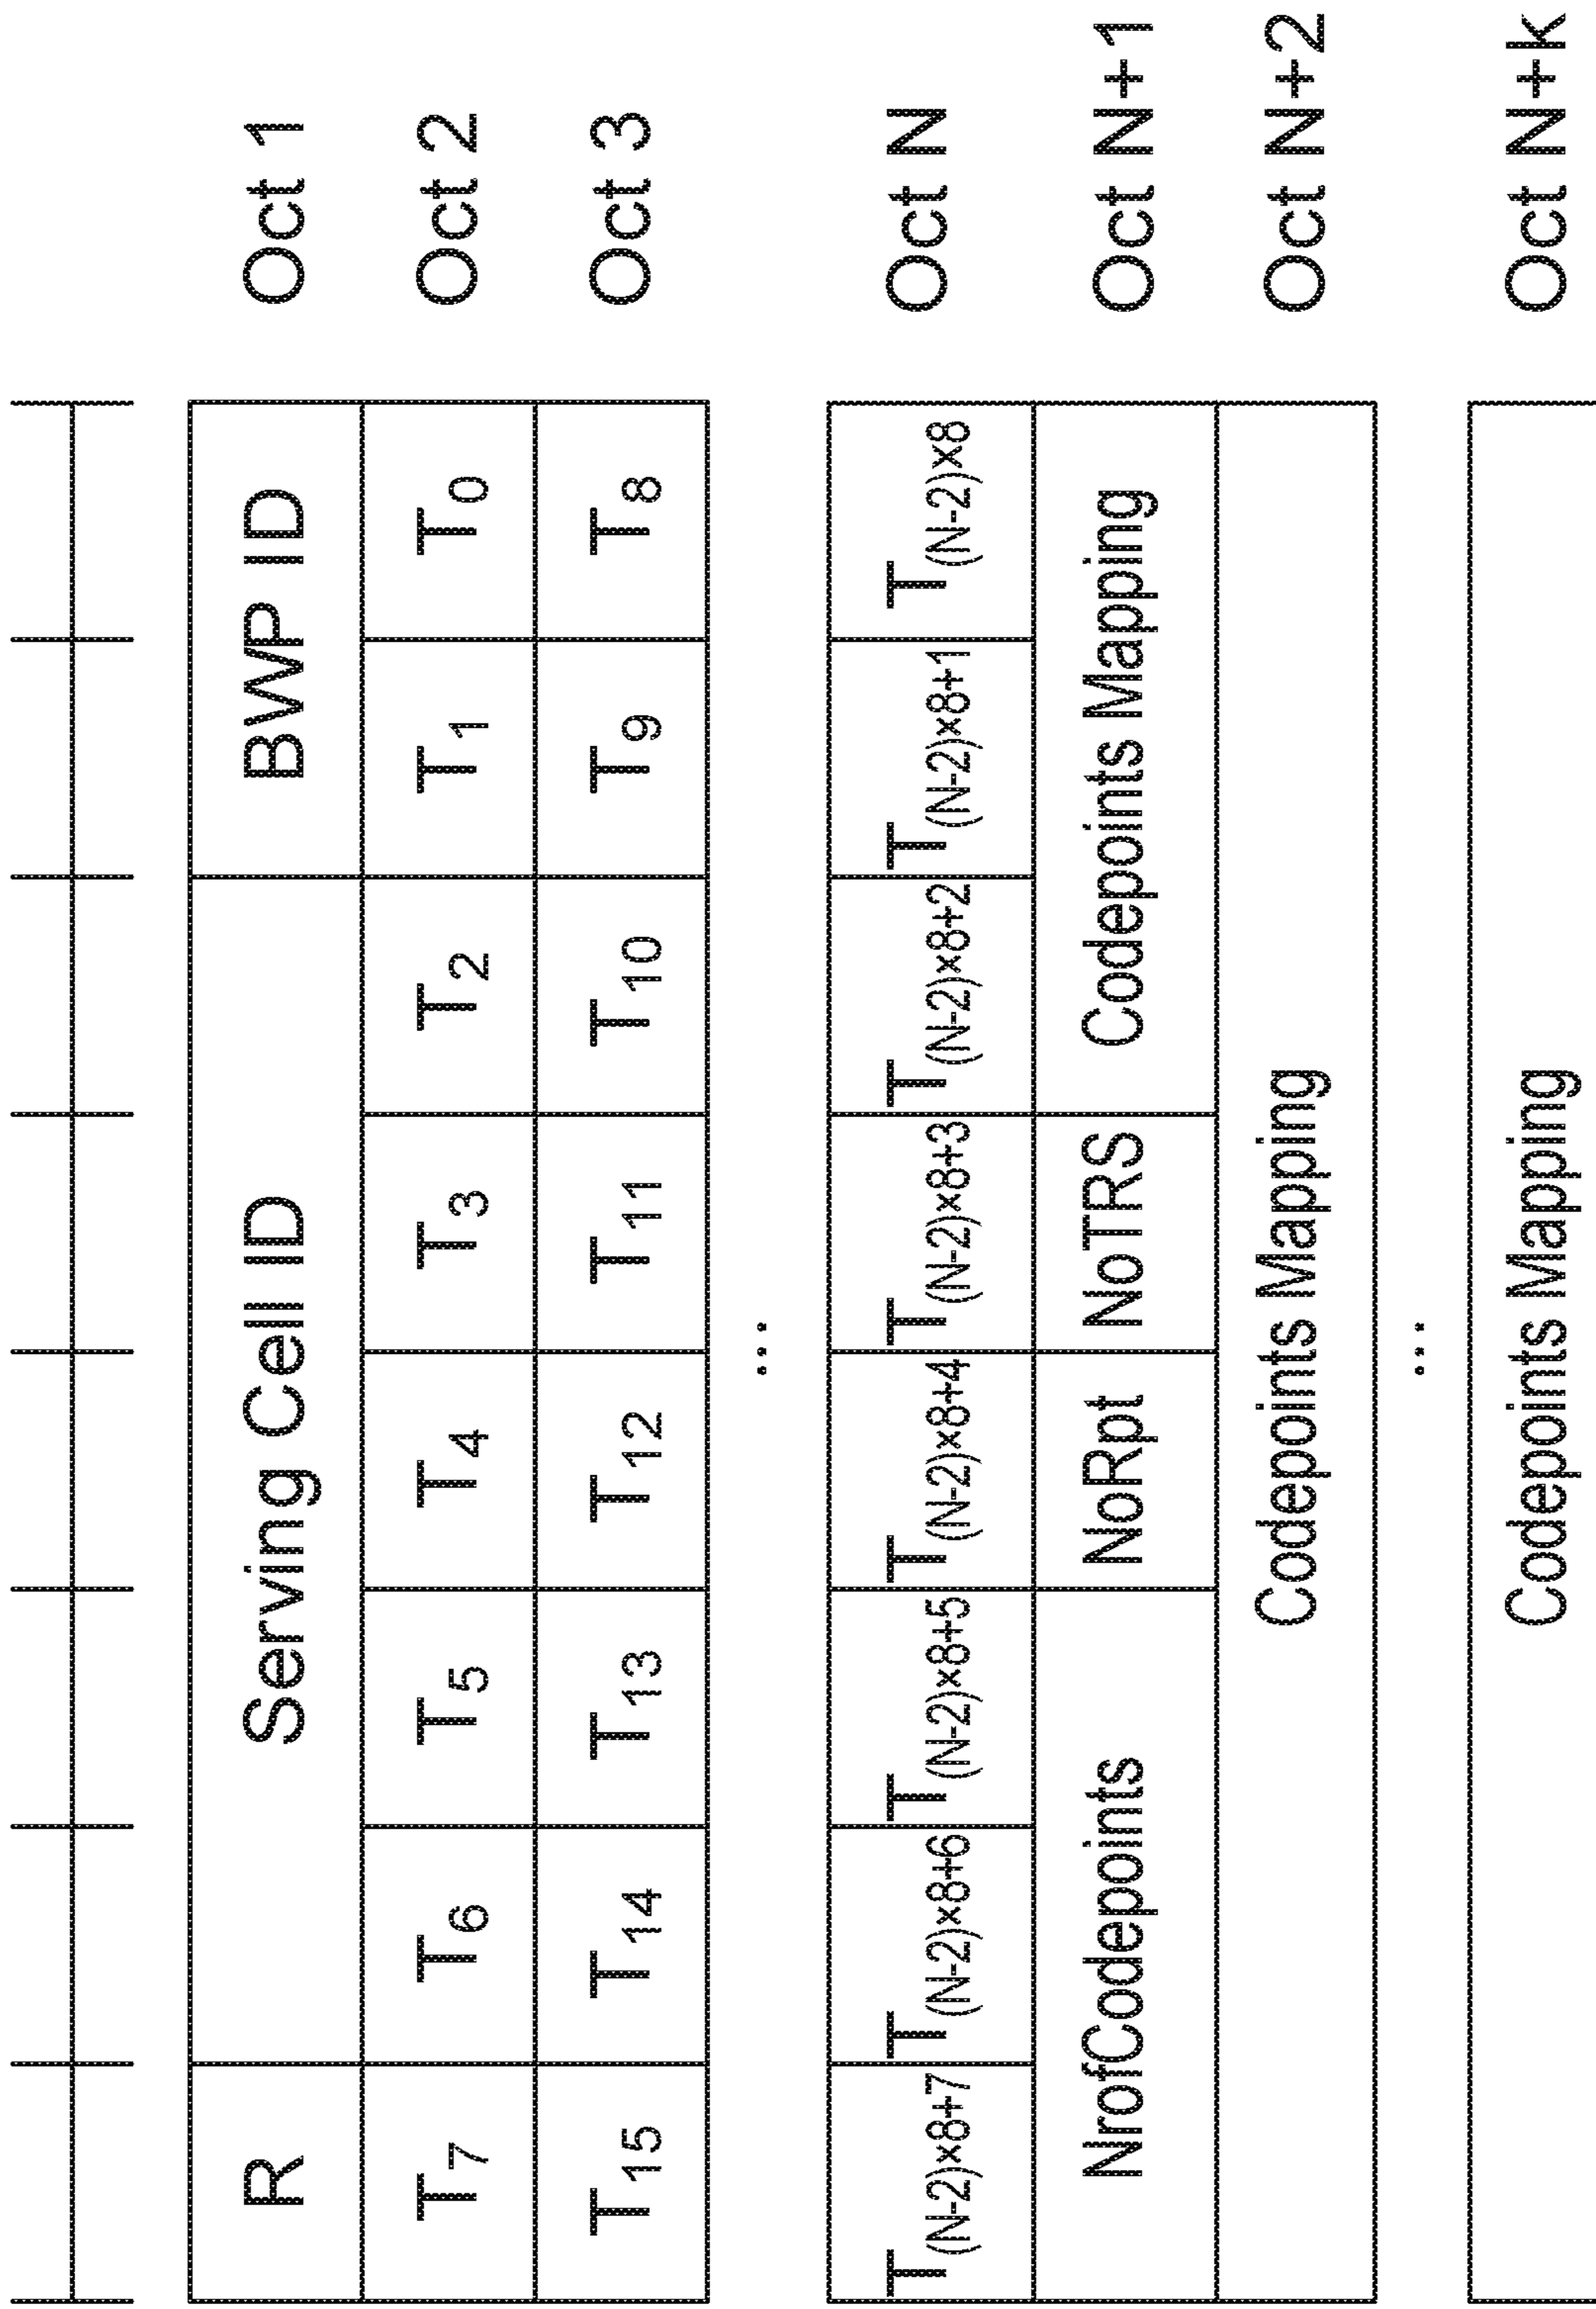 R Serving Cell ID BWP ID Oct 1
T7 T6 T5 T4 T3 T2 T1 T0 Oct 2
T15 T14 T13 T12 T11 T10 T9 T8 Oct 3
...
T(N-2)×8+7 T(N-2)×8+6 T(N-2)×8+5 T(N-2)×8+4 T(N-2)×8+3 T(N-2)×8+2 T(N-2)×8+1 T(N-2)×8 Oct N
NrofCodepoints NoRpt NoTRS Codepoints Mapping Oct N+1
Codepoints Mapping Oct N+2
...
Codepoints Mapping Oct N+k